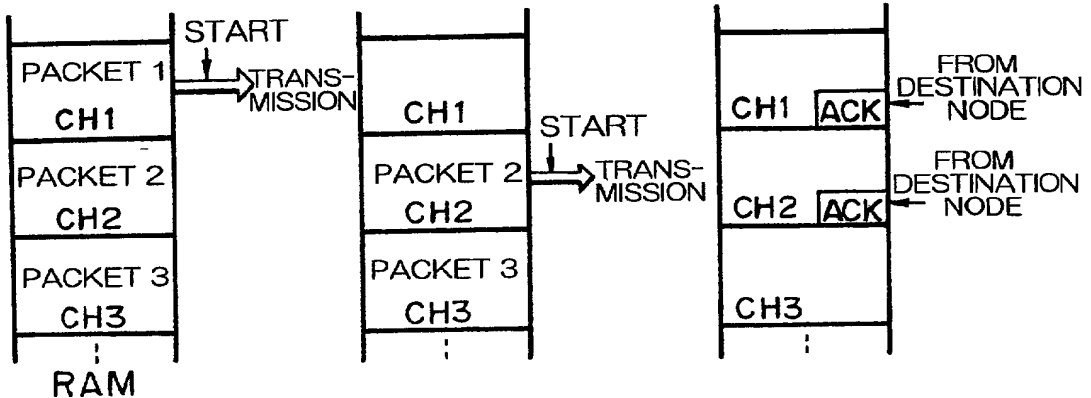 START
PACKET 1
TRANS-
MISSION
CH1
PACKET 2
CH2
PACKET 3
CH3
RAM
CH1
START
PACKET 2
TRANS-
MISSION
CH2
PACKET 3
CH3
FROM
DESTINATION
NODE
CH1 ACK
FROM
DESTINATION
NODE
CH2 ACK
CH3